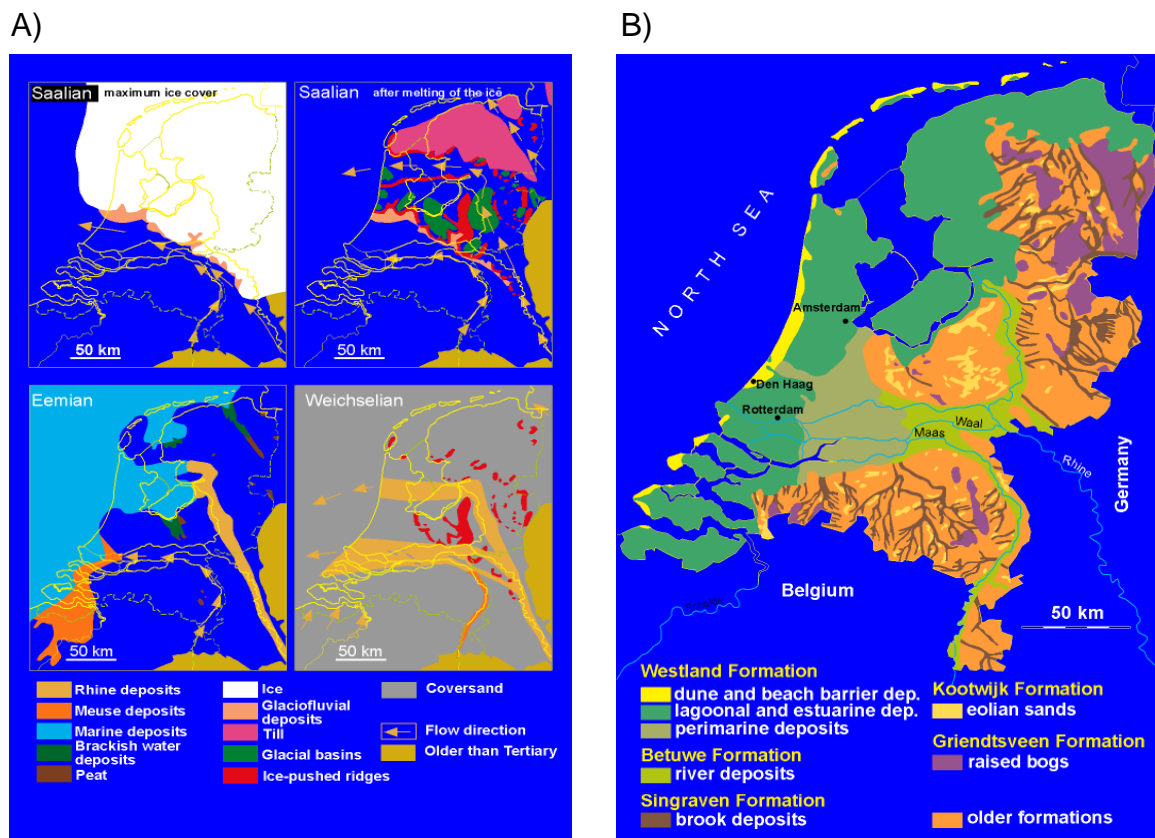 A)
B)
Saalian maximum ice cover
Saalian after melting of the ice
50 km
50 km
Eemian
Weichselian
50 km
50 km
Rhine deposits
Meuse deposits
Marine deposits
Brackish water
deposits
Peat
Ice
Glaciofluvial
deposits
Till
Glacial basins
Ice-pushed ridges
Coversand
Flow direction
Older than Tertiary
NORTH SEA
Amsterdam
Den Haag
Rotterdam
Waal
Maas
Rhine
Germany
Belgium
50 km
Westland Formation
dune and beach barrier dep.
lagoonal and estuarine dep.
perimarine deposits
Betuwe Formation
river deposits
Singraven Formation
brook deposits
Kootwijk Formation
eolian sands
Griendtsveen Formation
raised bogs
older formations